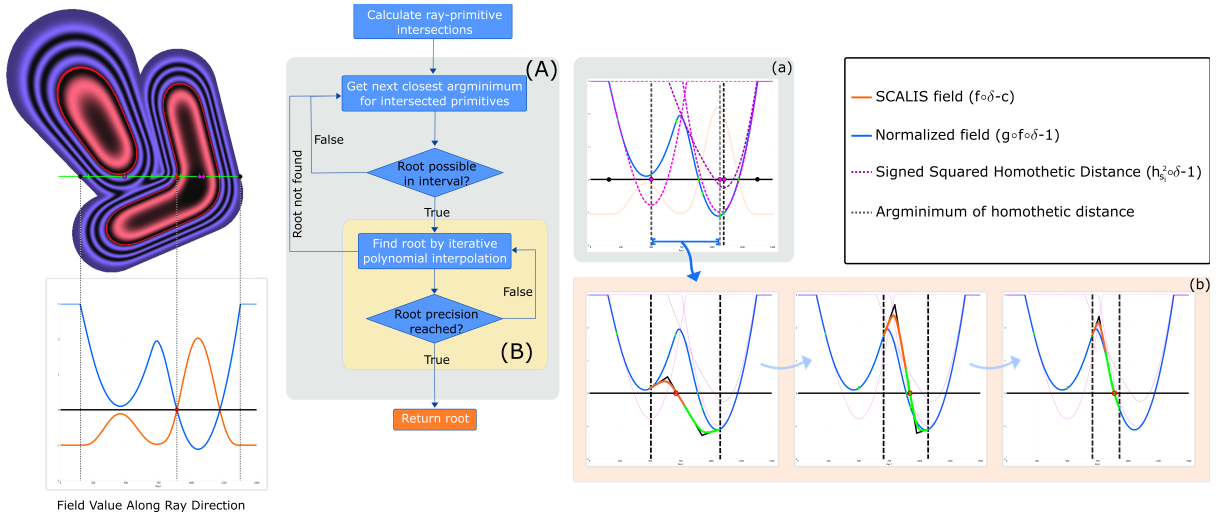 Calculate ray-primitive
intersections
(A)
Get next closest argminimum
for intersected primitives
False
Root not found
Root possible
in interval?
True
Find root by iterative
polynomial interpolation
False
Root precision
reached?
(B)
True
Return root
Field Value Along Ray Direction
(a)
SCALIS field (f∘δ-c)
Normalized field (g∘f∘δ-1)
Signed Squared Homothetic Distance (h²sᵢ∘δ-1)
Argminimum of homothetic distance
(b)